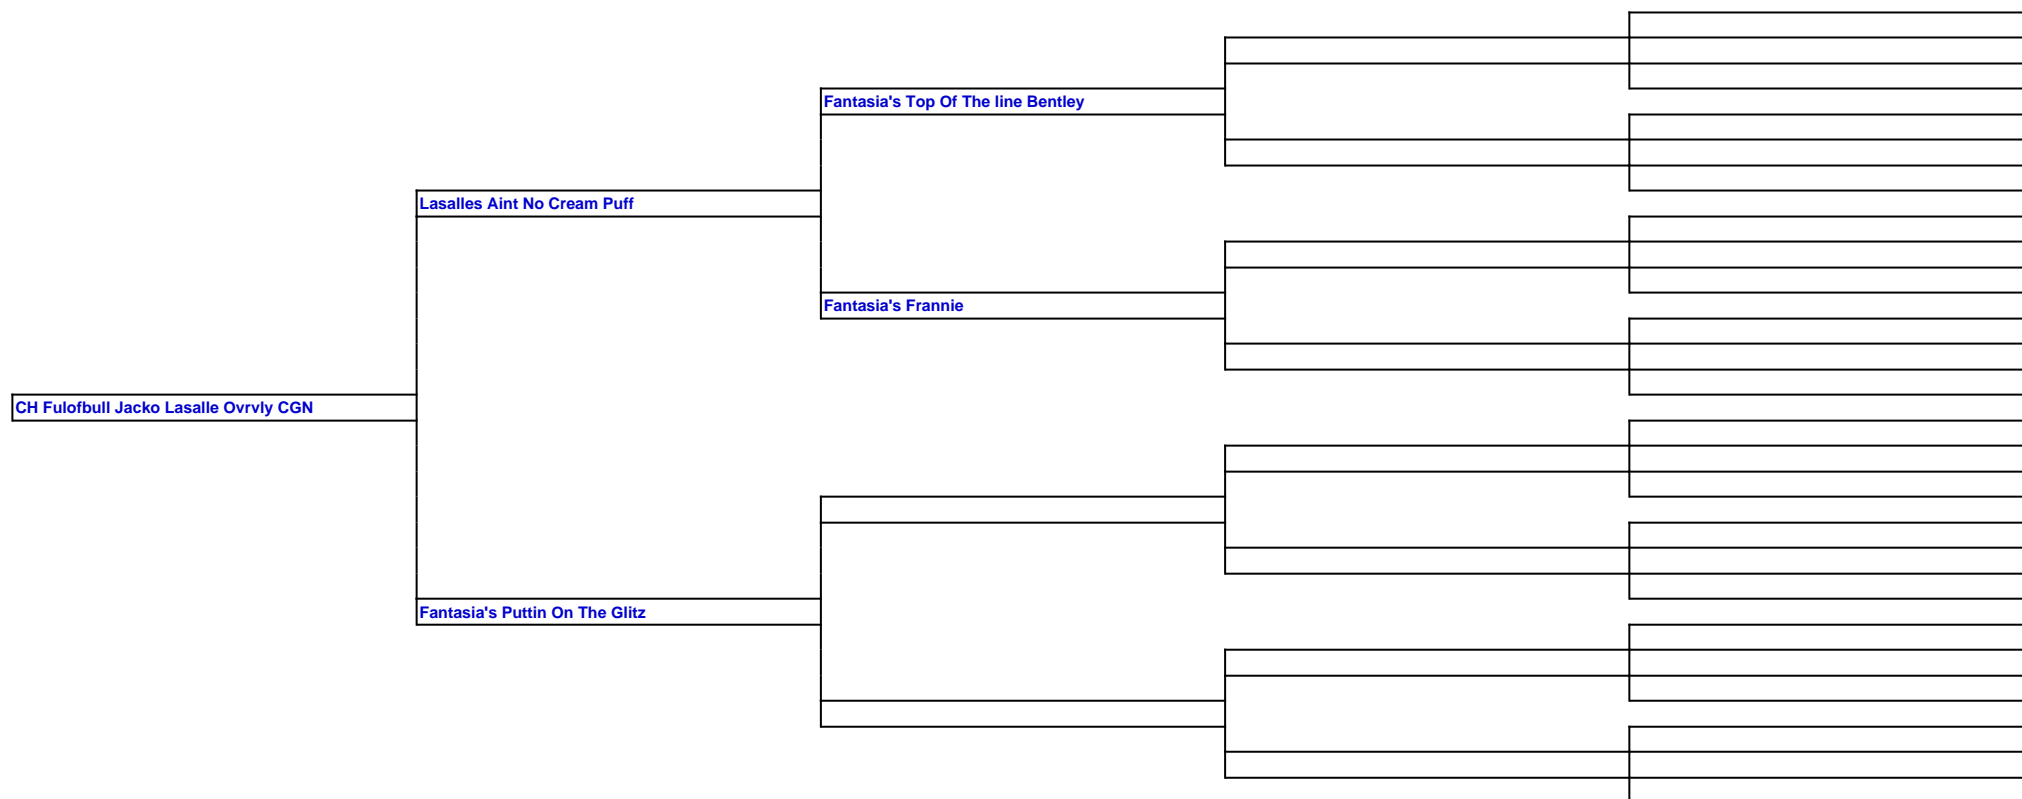 Fantasia's Top Of The line Bentley
Lasalles Aint No Cream Puff
Fantasia's Frannie
CH Fulofbull Jacko Lasalle Ovrvly CGN
Fantasia's Puttin On The Glitz